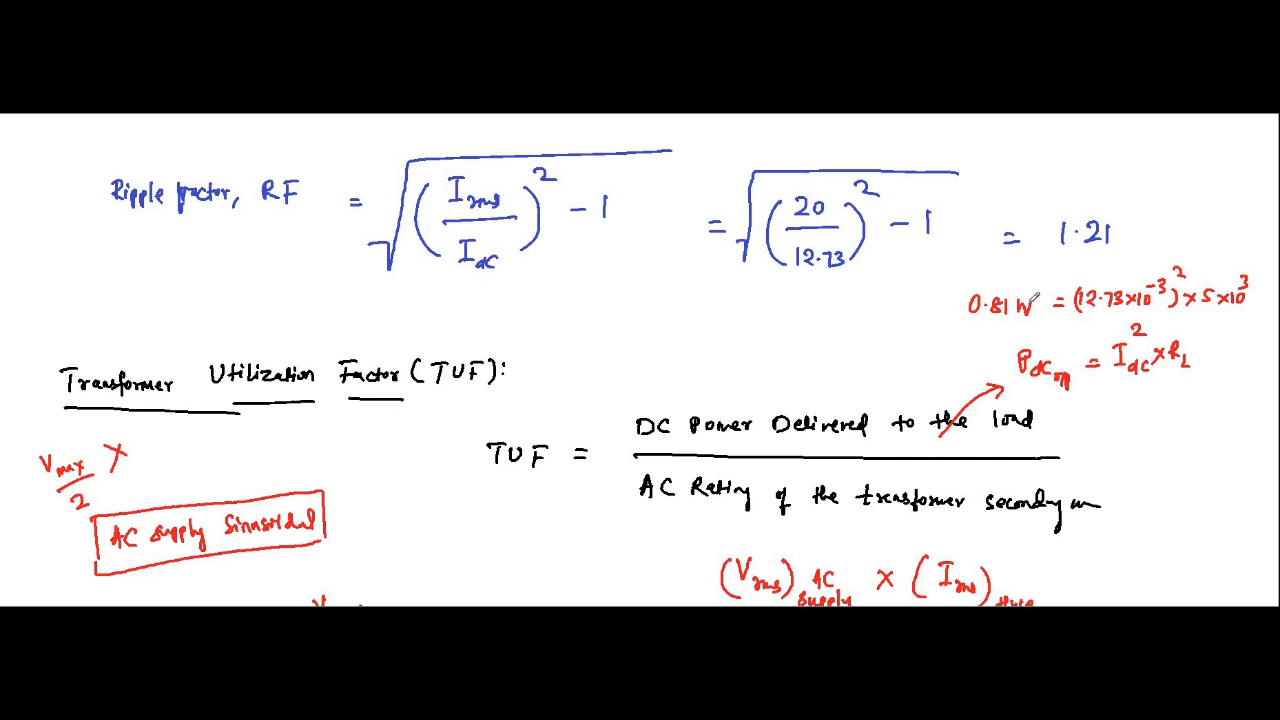 Ripple factor, RF = √((Irms / Idc)² - 1) = √((20 / 12.73)² - 1) = 1.21
0.81 W = (12.73×10⁻³)² × 5×10³
Pdc = Idc² × RL
Transformer Utilization Factor (TUF):
TUF = DC Power Delivered to the load / AC Rating of the transformer secondary
Vmax / 2 ×
AC supply Sinusoidal
(Vrms) AC supply × (Irms)